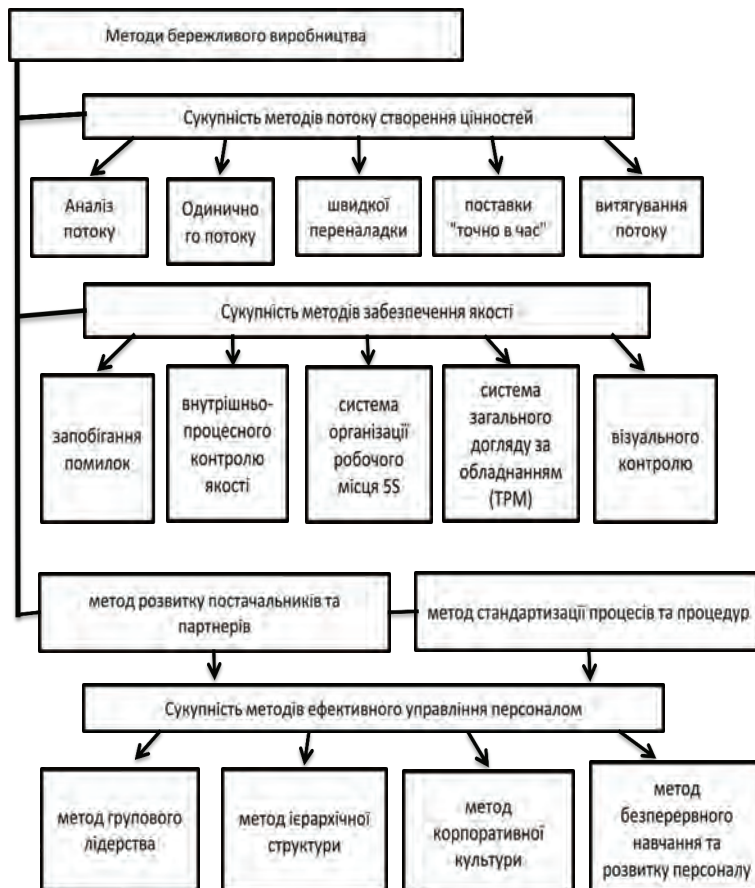 Методи бережливого виробництва
Сукупність методів потоку створення цінностей
Аналіз
потоку
Одинично
го потоку
швидкої
переналадки
поставки
"точно в час"
витягування
потоку
Сукупність методів забезпечення якості
запобігання
помилок
внутрішньо-
процесного
контролю
якості
система
організації
робочого
місця 5S
система
загального
догляду за
обладнанням
(ТРМ)
візуального
контролю
метод розвитку постачальників та
партнерів
метод стандартизації процесів та процедур
Сукупність методів ефективного управління персоналом
метод групового
лідерства
метод ієрархічної
структури
метод
корпоративної
культури
метод
безперервного
навчання та
розвитку персоналу